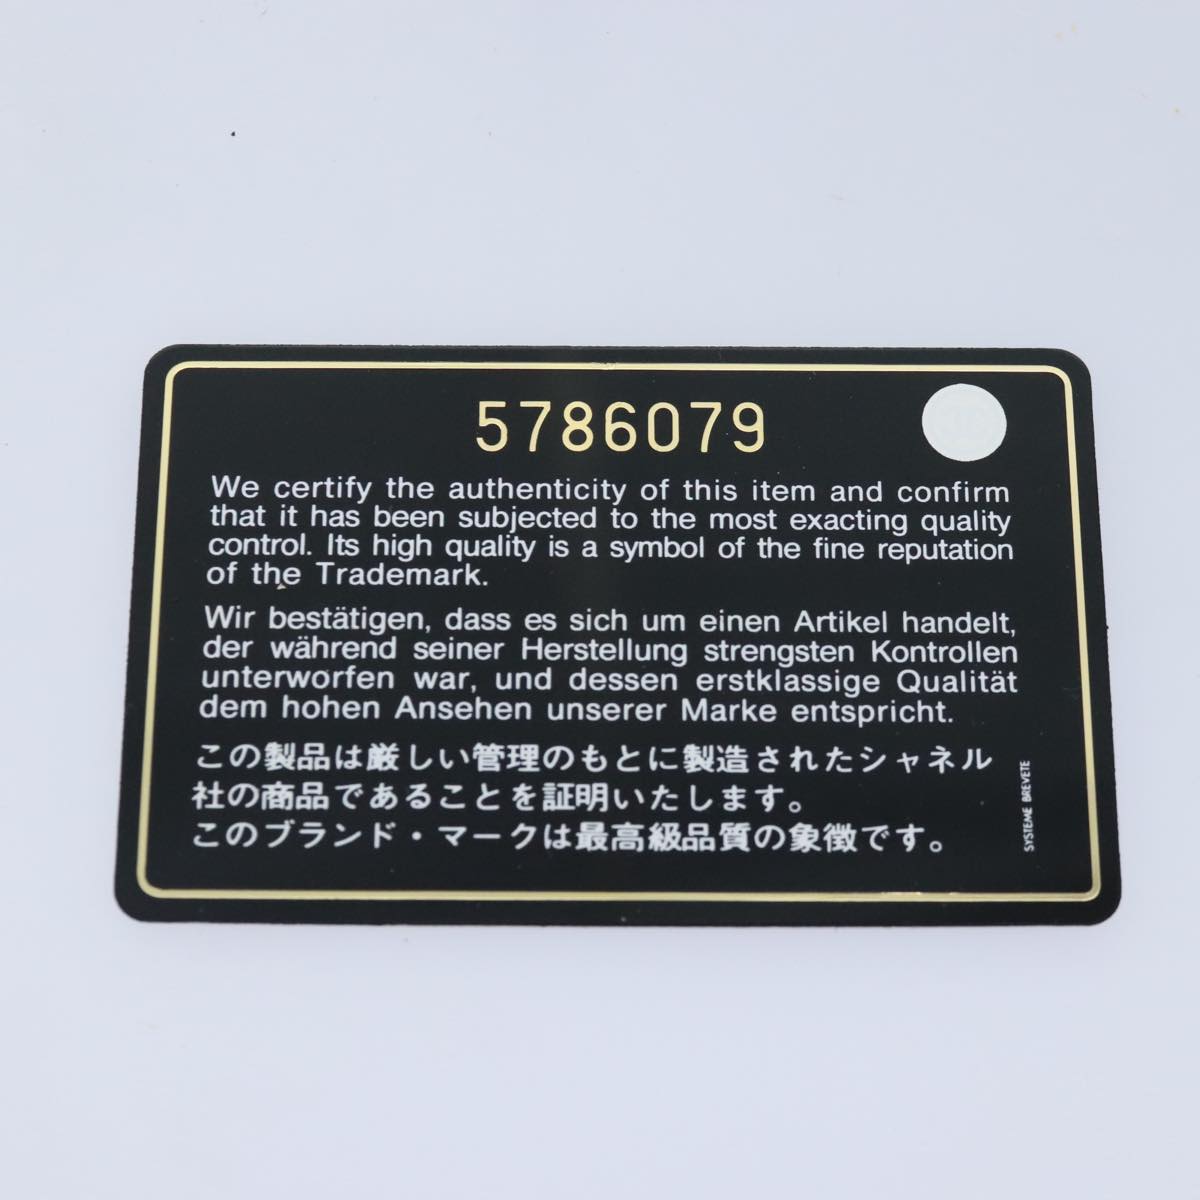 5786079
We certify the authenticity of this item and confirm
that it has been subjected to the most exacting quality
control. Its high quality is a symbol of the fine reputation
of the Trademark.
Wir bestätigen, dass es sich um einen Artikel handelt,
der während seiner Herstellung strengsten Kontrollen
unterworfen war, und dessen erstklassige Qualität
dem hohen Ansehen unserer Marke entspricht.
この製品は厳しい管理のもとに製造されたシャネル
社の商品であることを証明いたします。
このブランド・マークは最高級品質の象徴です。
SYSTEME BREVETE